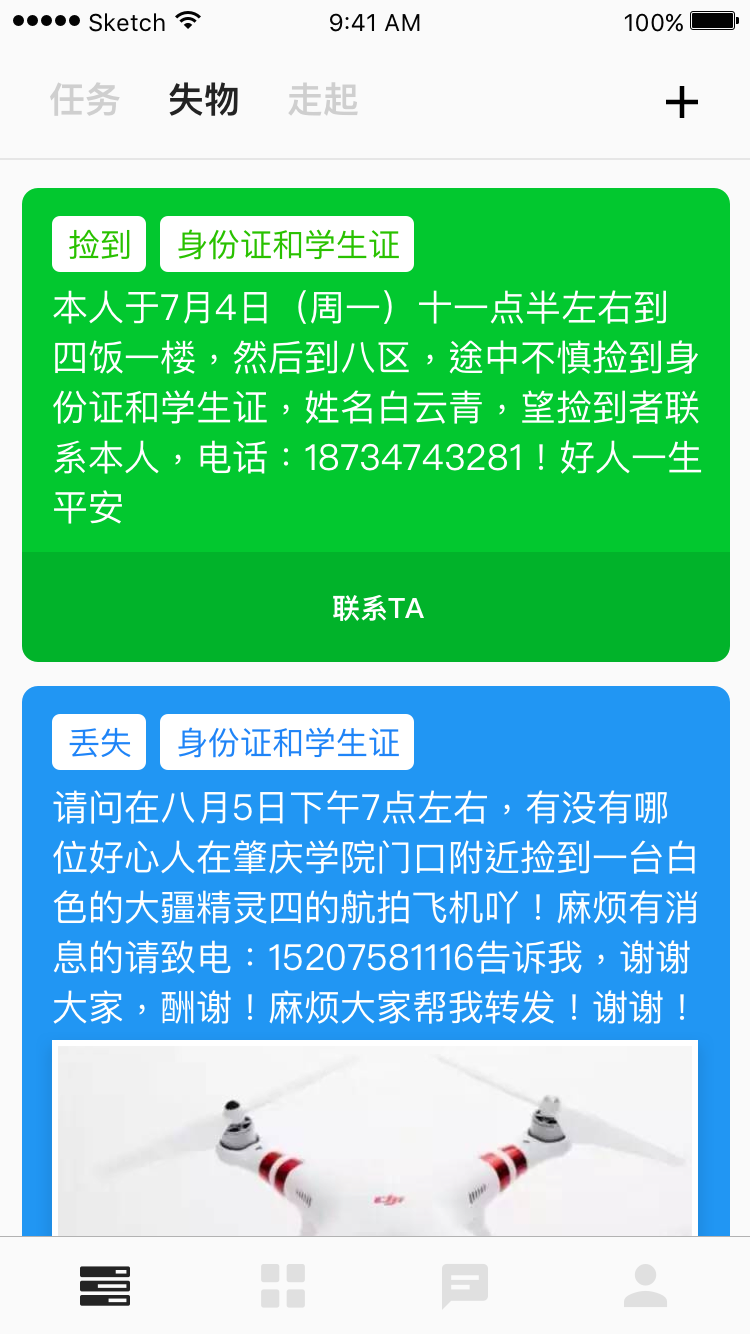 Sketch 9:41 AM 100%
任务 失物 走起
捡到 身份证和学生证
本人于7月4日（周一）十一点半左右到
四饭一楼，然后到八区，途中不慎捡到身
份证和学生证，姓名白云青，望捡到者联
系本人，电话：18734743281！好人一生
平安
联系TA
丢失 身份证和学生证
请问在八月5日下午7点左右，有没有哪
位好心人在肇庆学院门口附近捡到一台白
色的大疆精灵四的航拍飞机吖！麻烦有消
息的请致电：15207581116告诉我，谢谢
大家，酬谢！麻烦大家帮我转发！谢谢！
dji